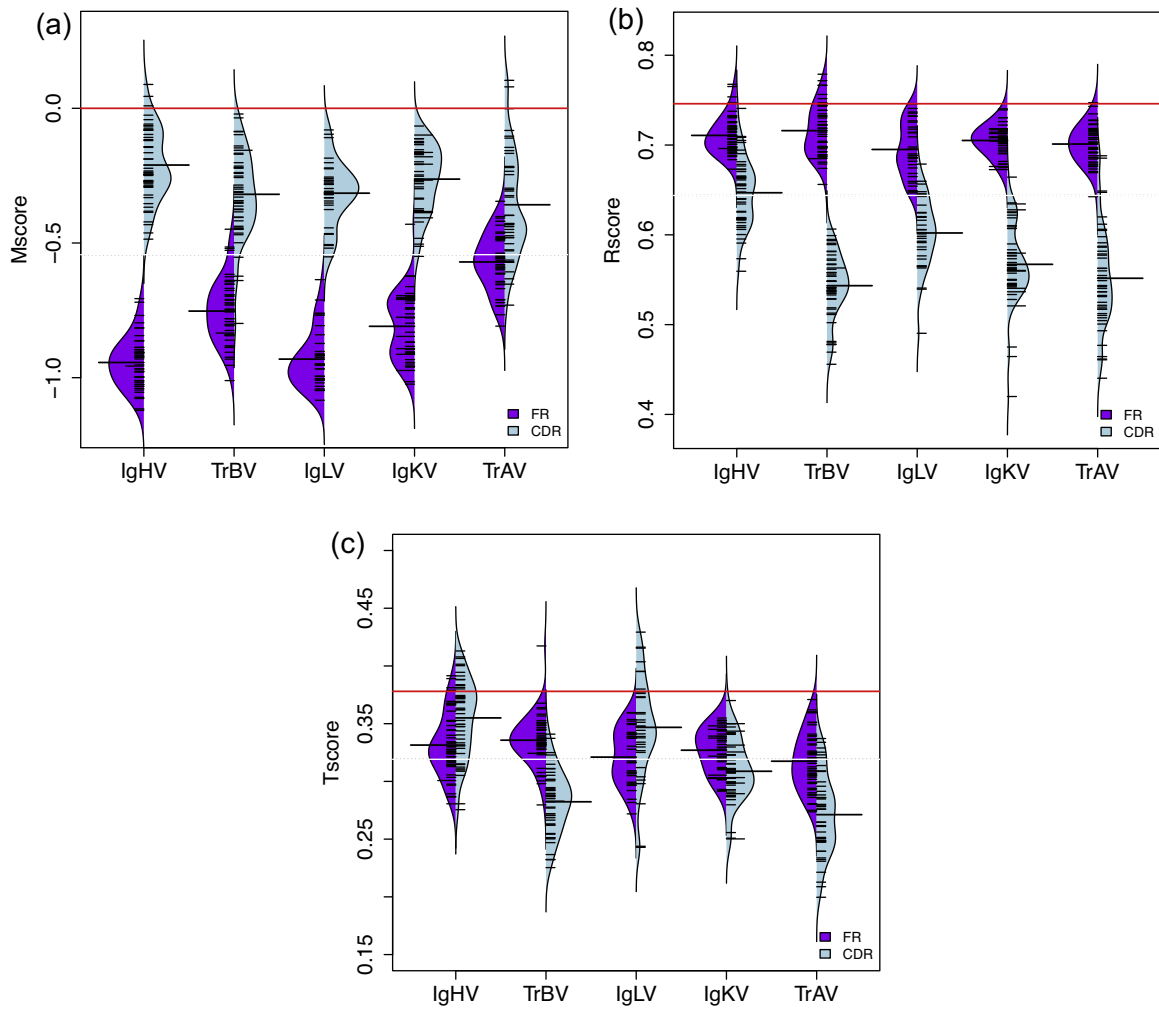 (a)
Mscore
0.0
−0.5
−1.0
FR
CDR
IgHV TrBV IgLV IgKV TrAV
(b)
Rscore
0.8
0.7
0.6
0.5
0.4
FR
CDR
IgHV TrBV IgLV IgKV TrAV
(c)
Tscore
0.45
0.35
0.25
0.15
FR
CDR
IgHV TrBV IgLV IgKV TrAV